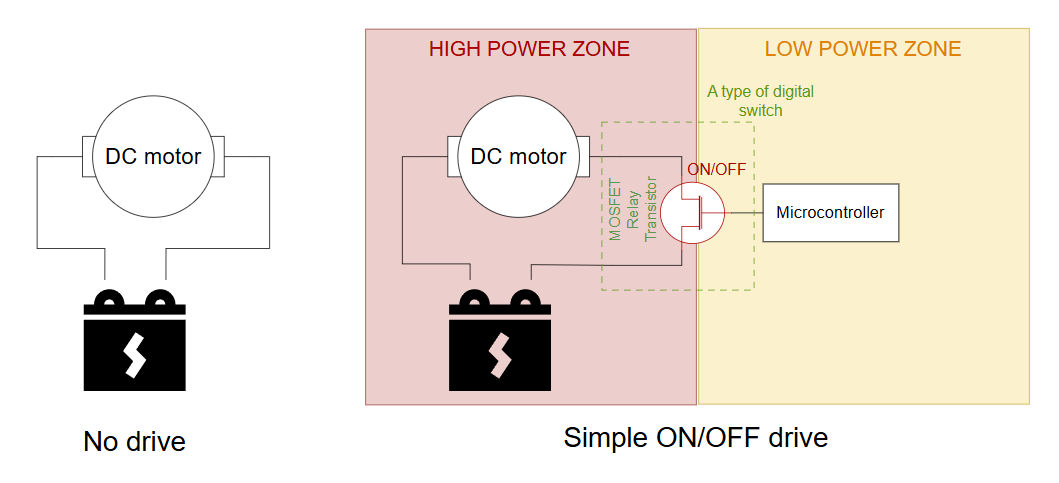 DC motor
No drive
HIGH POWER ZONE
LOW POWER ZONE
A type of digital
switch
DC motor
ON/OFF
MOSFET
Relay
Transistor
Microcontroller
Simple ON/OFF drive